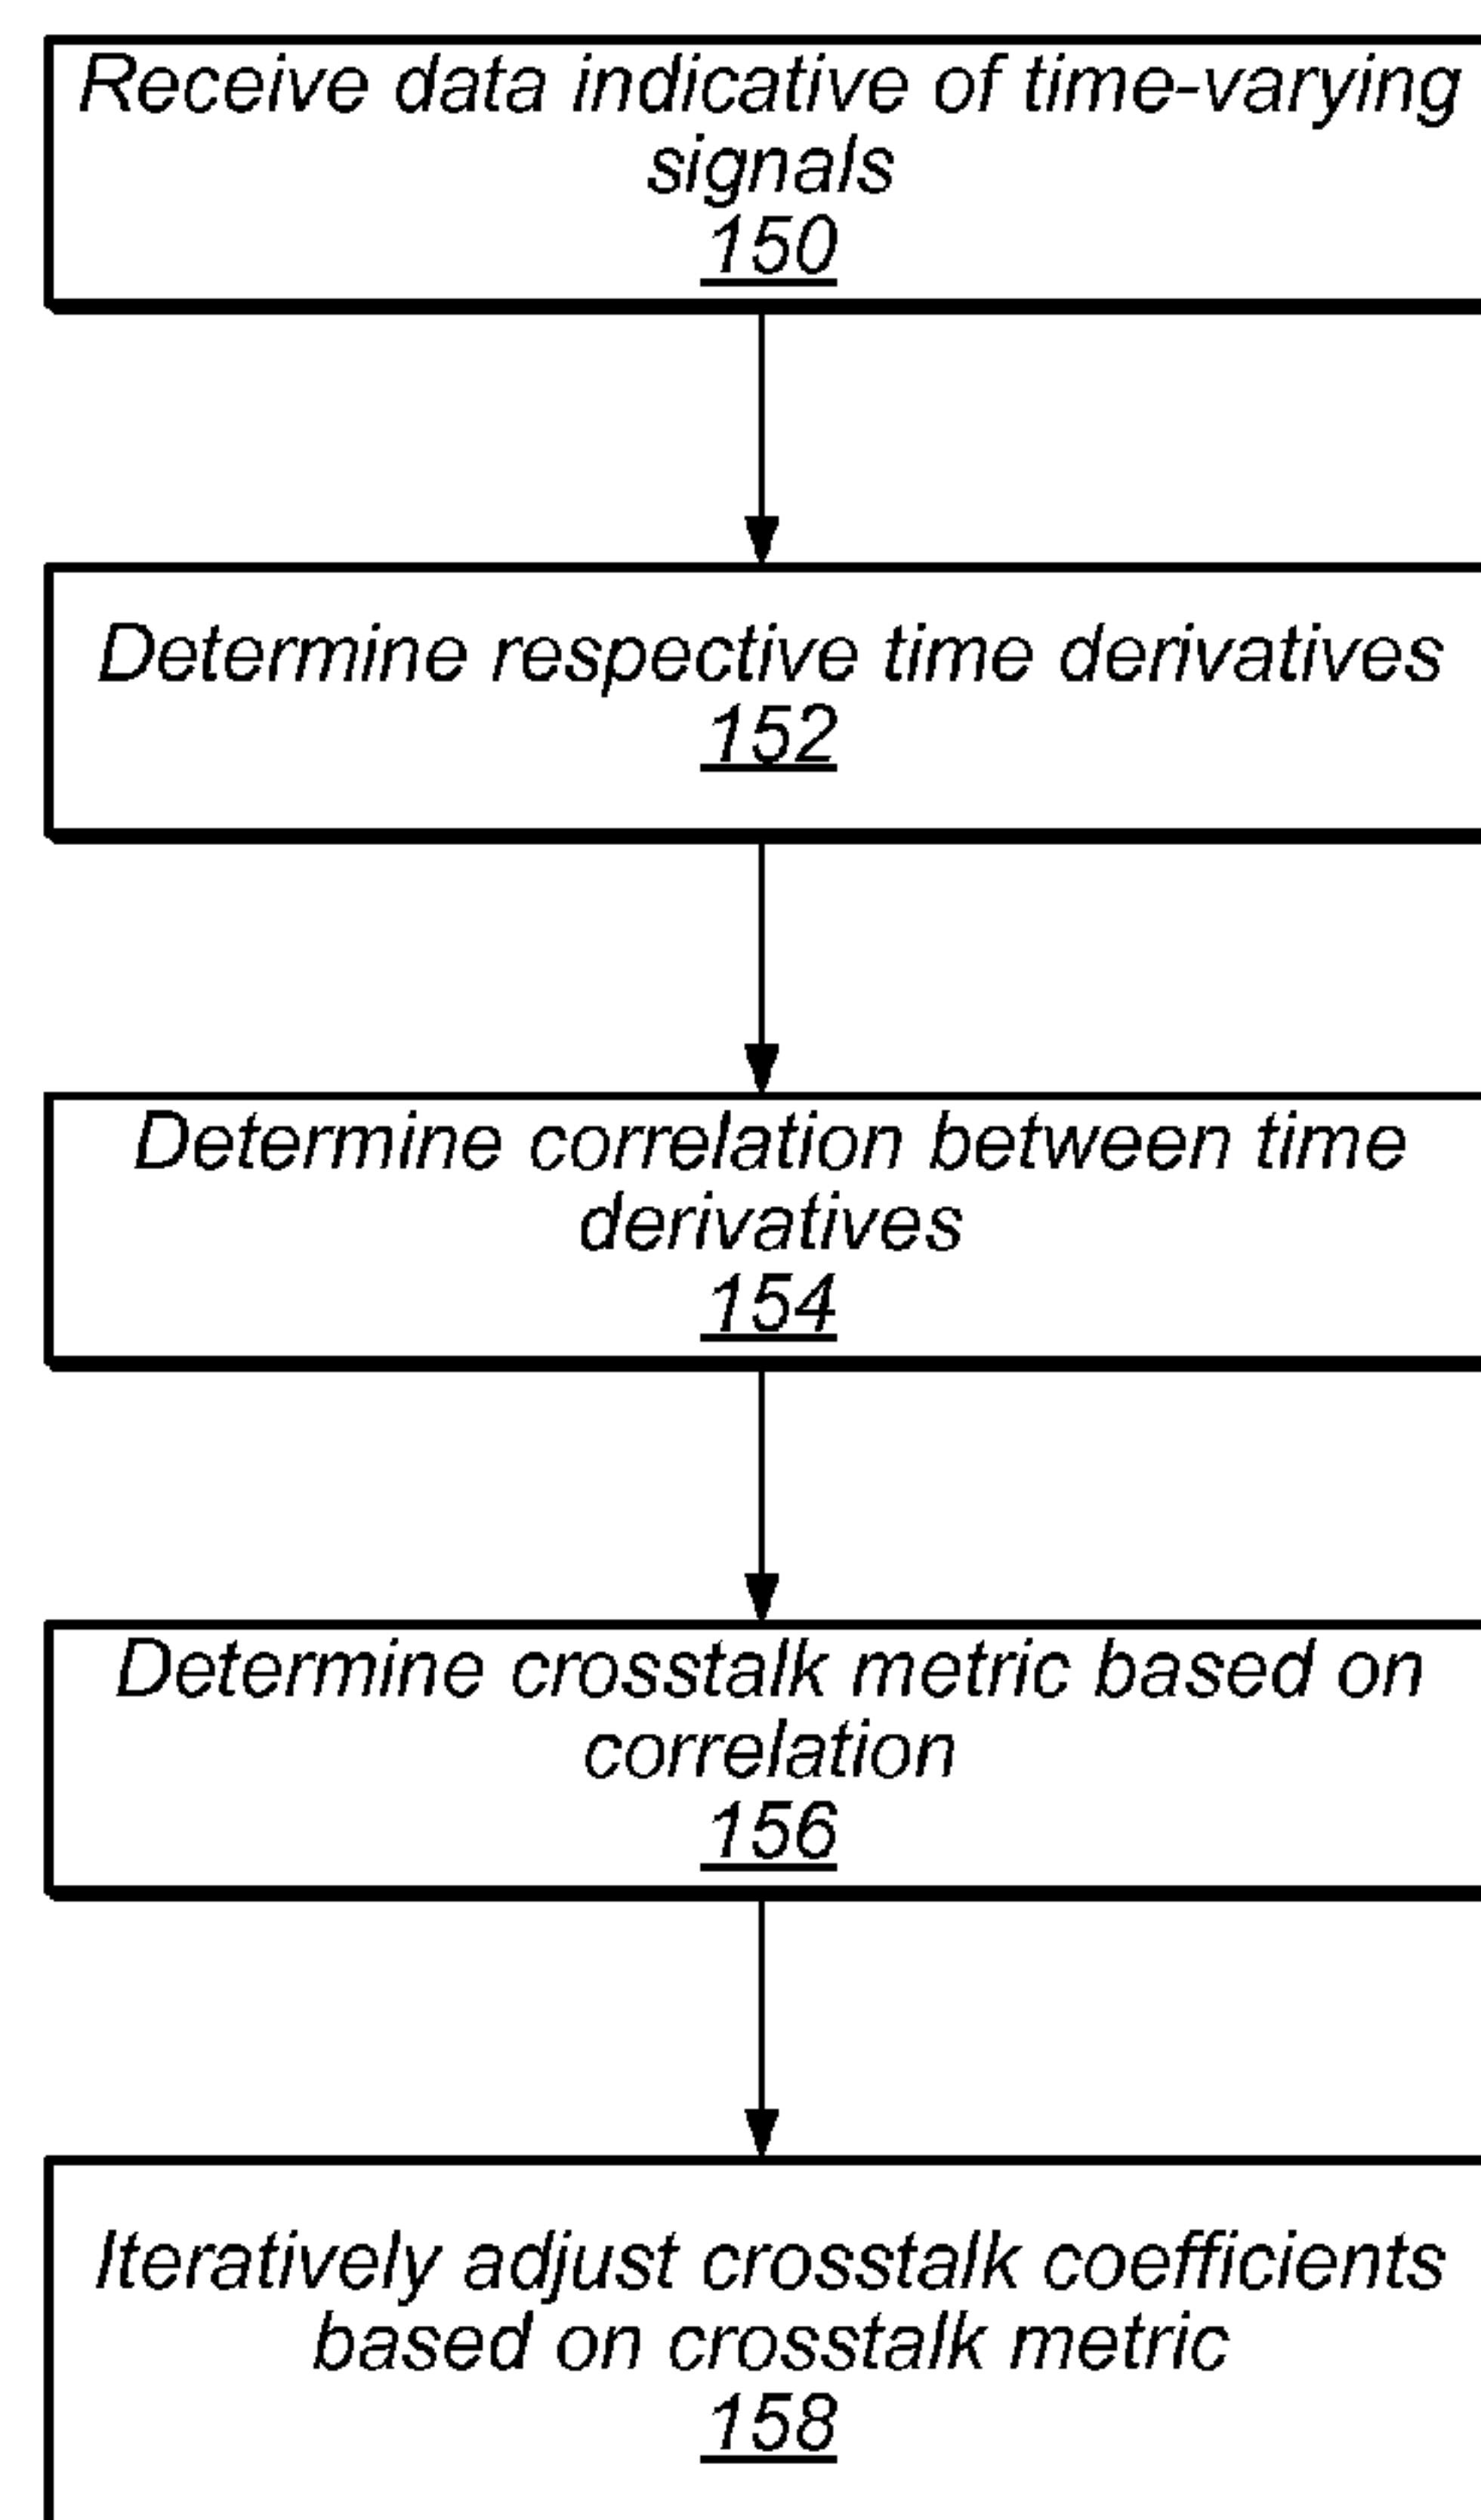 Receive data indicative of time-varying
signals
150
Determine respective time derivatives
152
Determine correlation between time
derivatives
154
Determine crosstalk metric based on
correlation
156
Iteratively adjust crosstalk coefficients
based on crosstalk metric
158